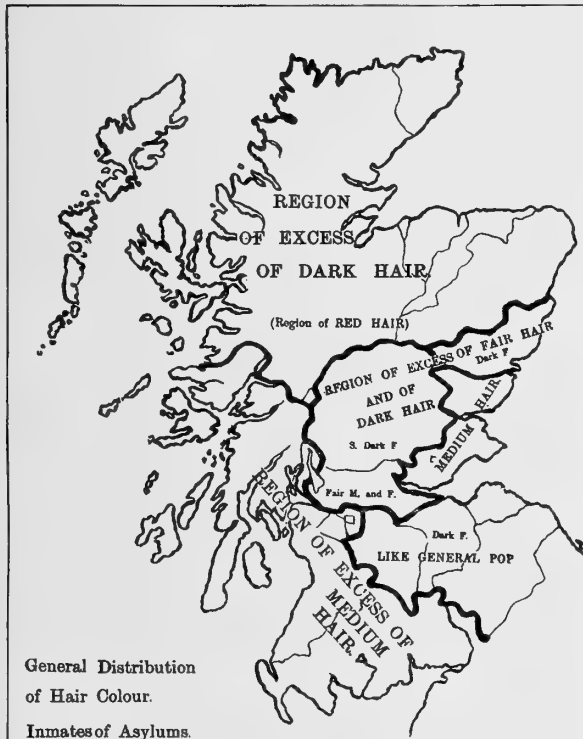 REGION
OF EXCESS
OF DARK HAIR.
(Region of RED HAIR)
REGION OF EXCESS OF FAIR HAIR
Dark F
AND OF
DARK HAIR
S. Dark F
MEDIUM HAIR
Fair M. and F.
Dark F.
LIKE GENERAL POP
REGION OF EXCESS OF
MEDIUM
HAIR.
General Distribution
of Hair Colour.
Inmates of Asylums.